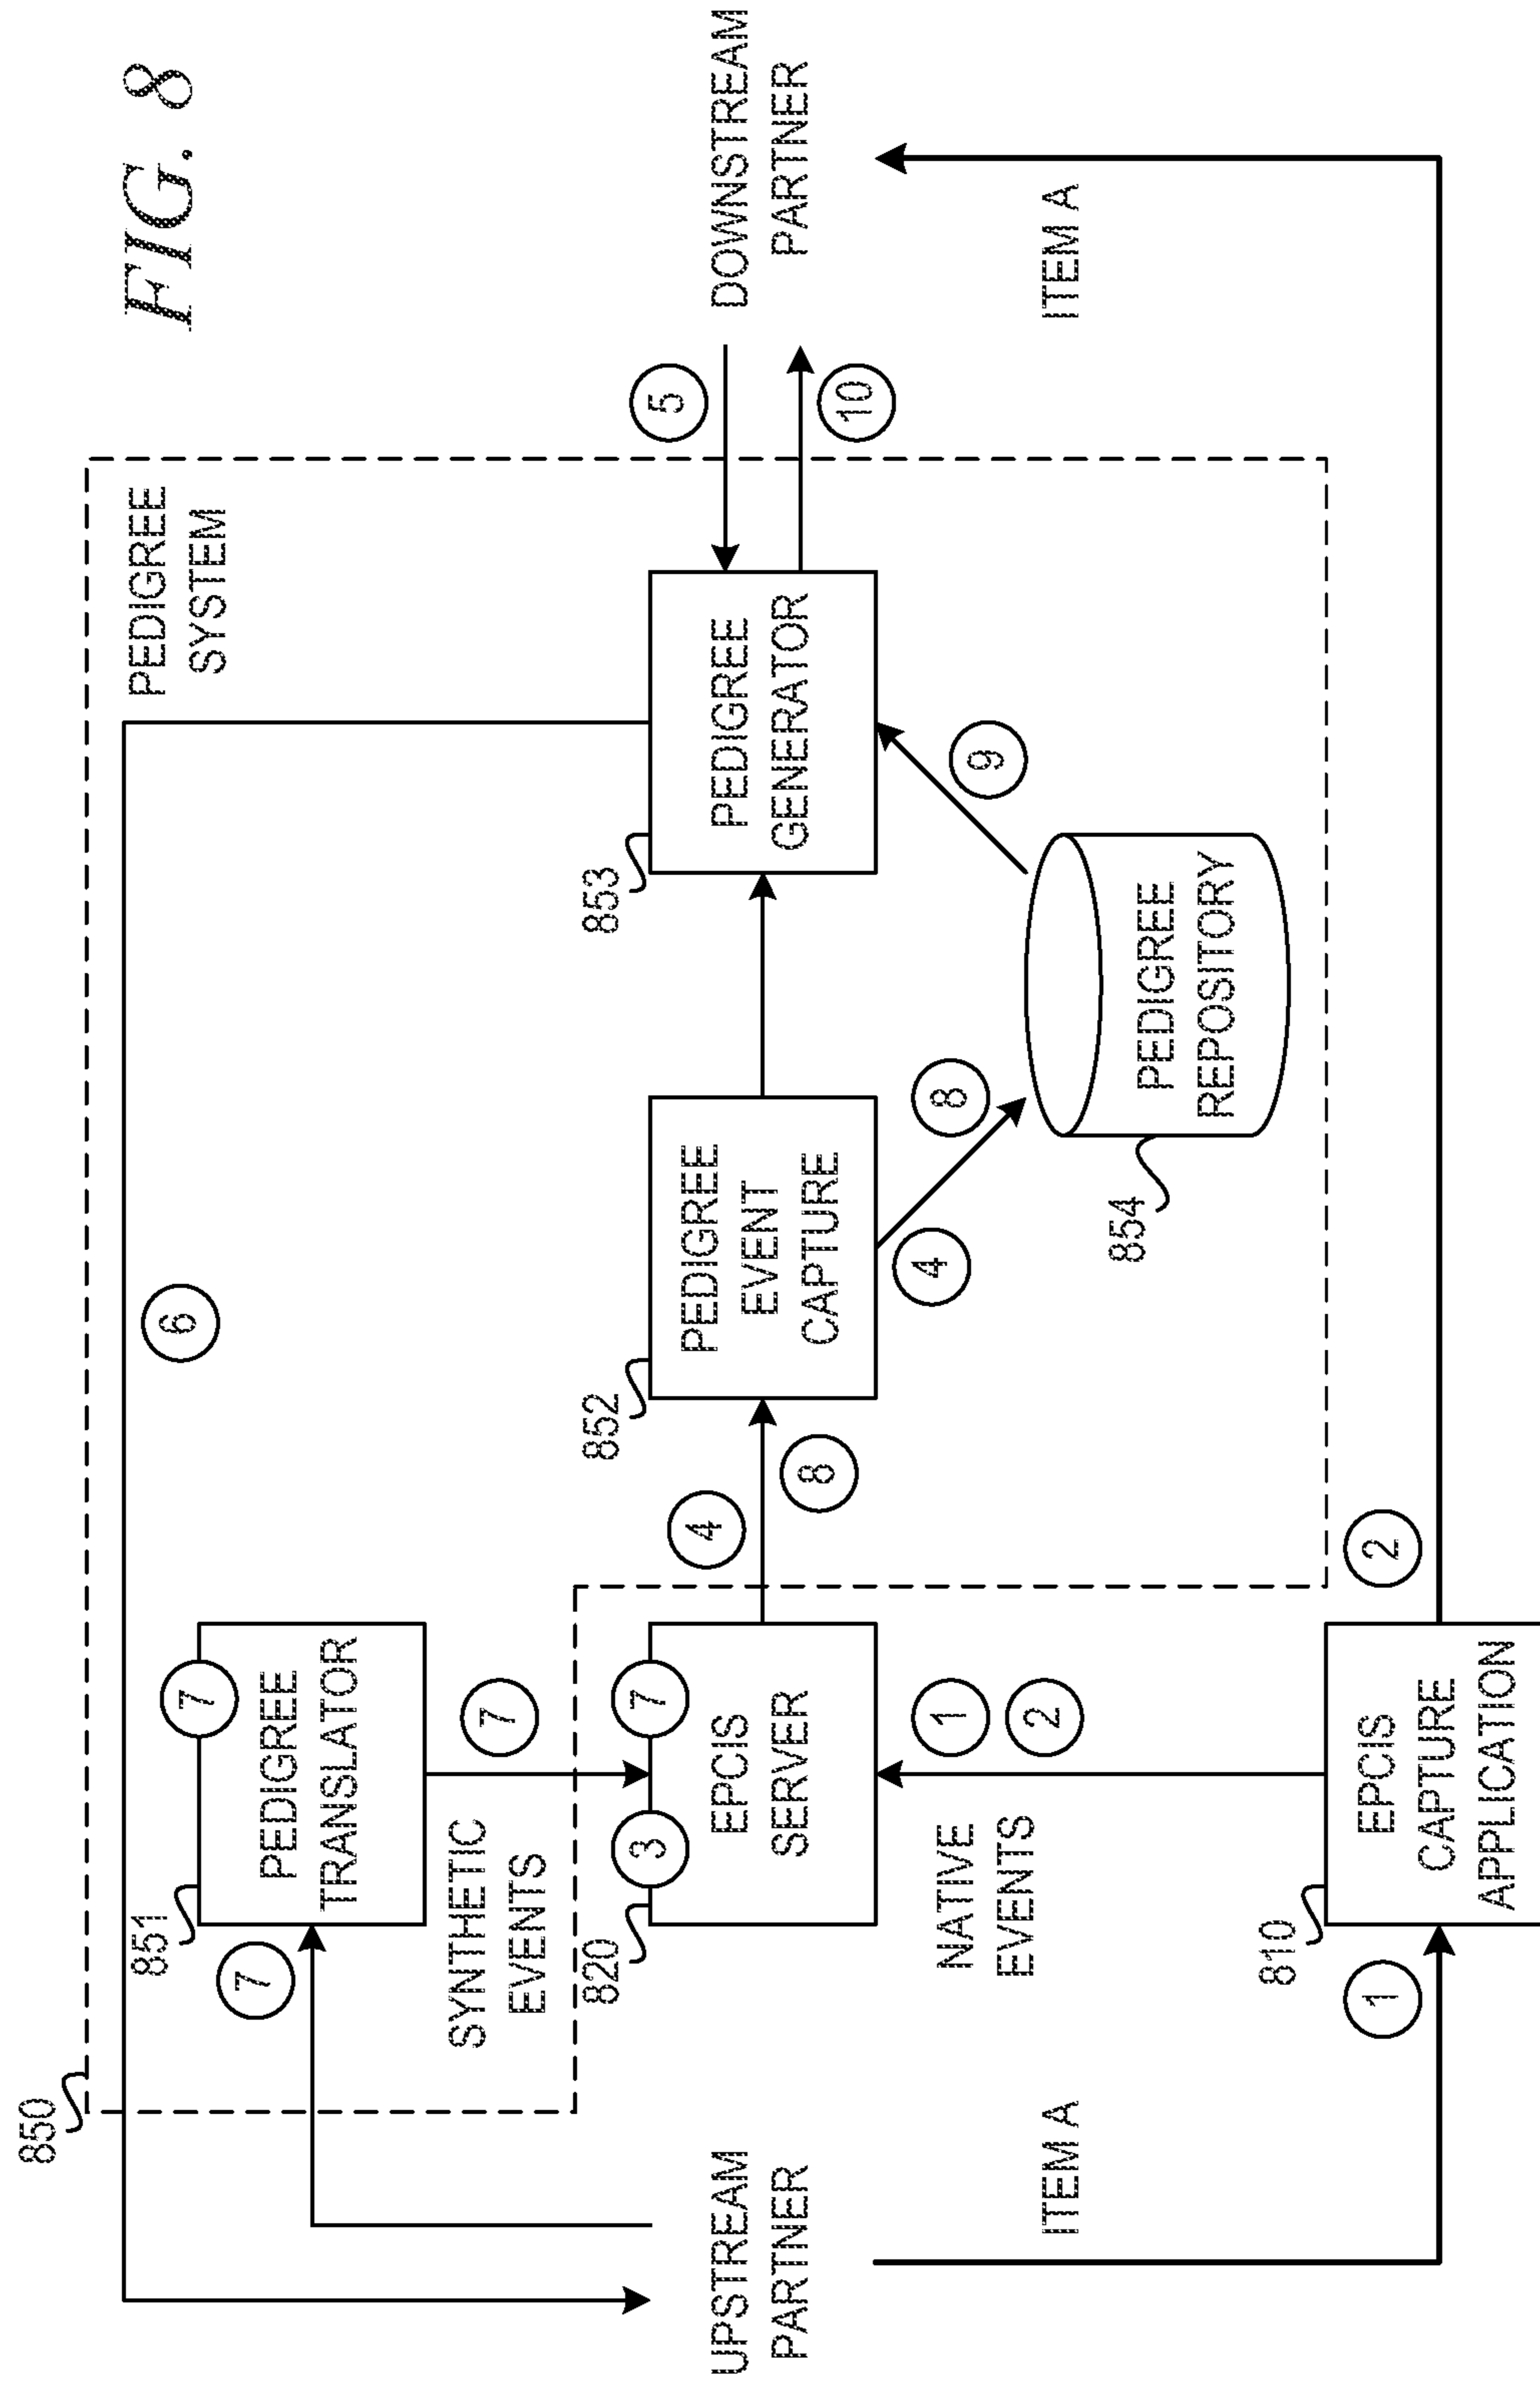 FIG. 8
850
6
PEDIGREE
SYSTEM
851
7
7
PEDIGREE
TRANSLATOR
SYNTHETIC
EVENTS
7
UPSTREAM
PARTNER
820
3
7
EPCIS
SERVER
4
8
852
PEDIGREE
EVENT
CAPTURE
853
PEDIGREE
GENERATOR
5
10
DOWNSTREAM
PARTNER
4
8
9
854
PEDIGREE
REPOSITORY
NATIVE
EVENTS
1
2
ITEM A
ITEM A
1
810
EPCIS
CAPTURE
APPLICATION
2